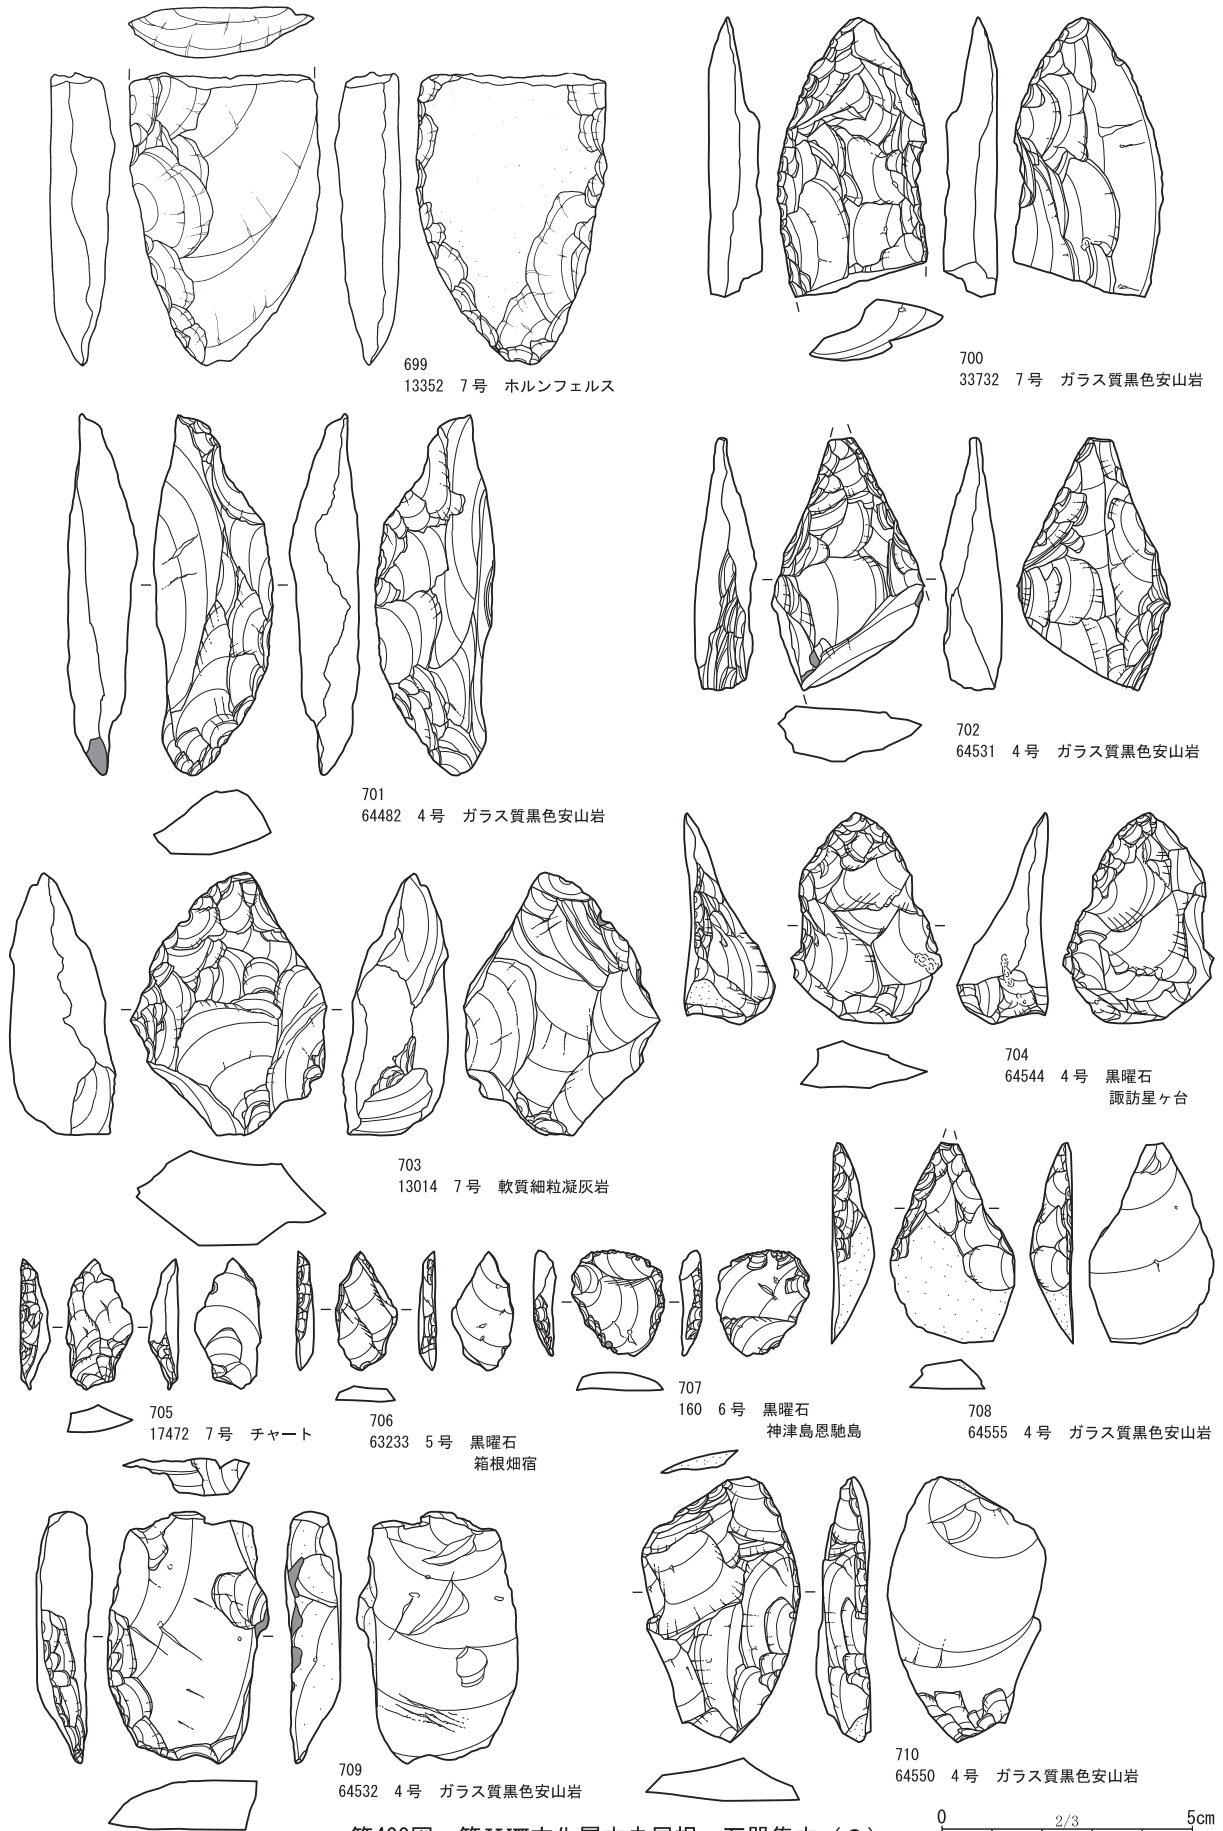 699
13352 7号 ホルンフェルス
700
33732 7号 ガラス質黒色安山岩
701
64482 4号 ガラス質黒色安山岩
702
64531 4号 ガラス質黒色安山岩
703
13014 7号 軟質細粒凝灰岩
704
64544 4号 黒曜石
諏訪星ヶ台
705
17472 7号 チャート
706
63233 5号 黒曜石
箱根畑宿
707
160 6号 黒曜石
神津島恩馳島
708
64555 4号 ガラス質黒色安山岩
709
64532 4号 ガラス質黒色安山岩
710
64550 4号 ガラス質黒色安山岩
0 2/3 5cm